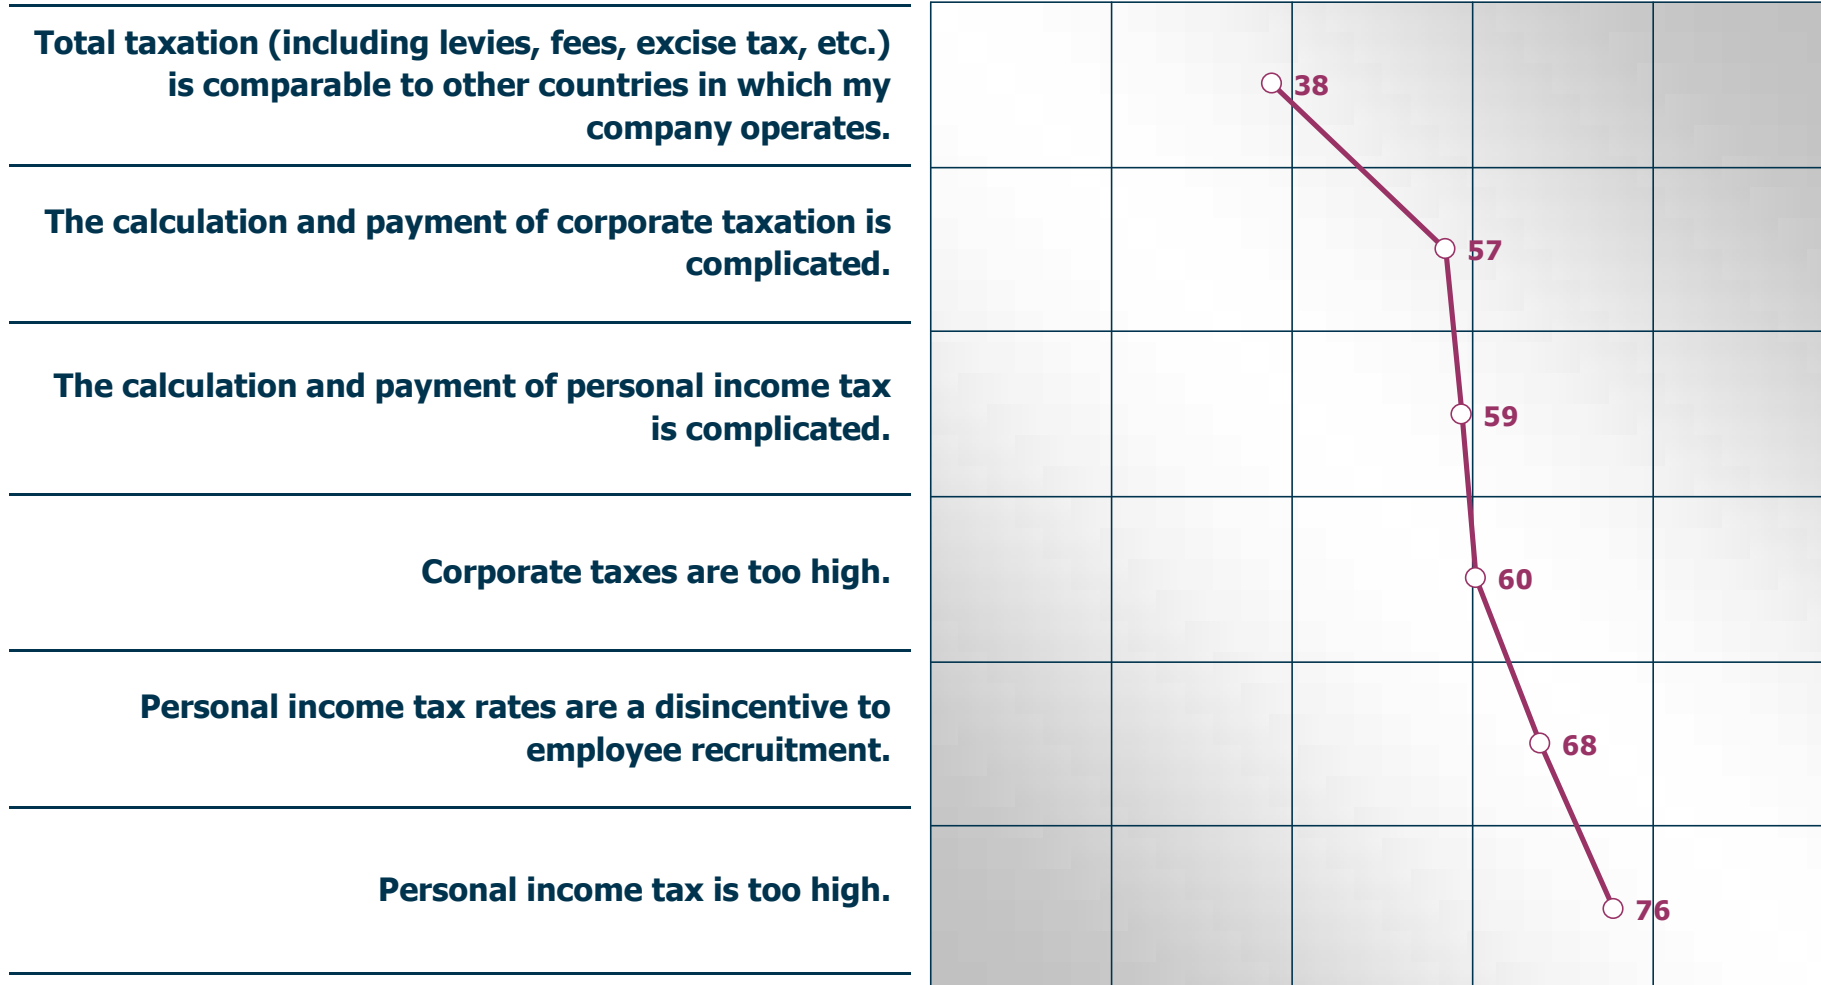 Total taxation (including levies, fees, excise tax, etc.)
is comparable to other countries in which my
company operates.
38
The calculation and payment of corporate taxation is
complicated.
57
The calculation and payment of personal income tax
is complicated.
59
Corporate taxes are too high.
60
Personal income tax rates are a disincentive to
employee recruitment.
68
Personal income tax is too high.
76